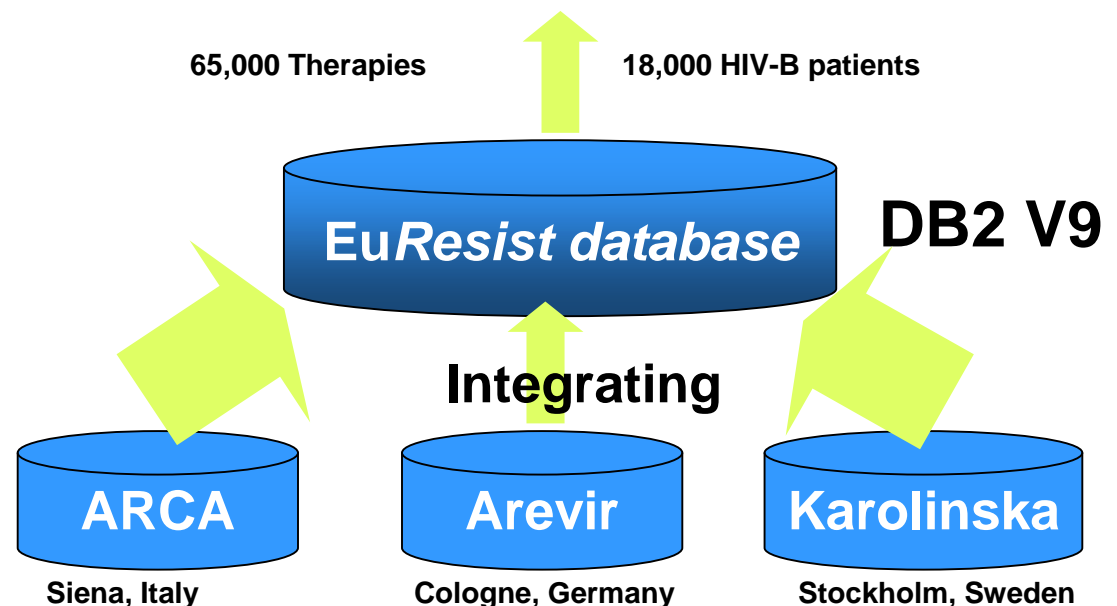 65,000 Therapies
18,000 HIV-B patients
EuResist database
DB2 V9
Integrating
ARCA
Arevir
Karolinska
Siena, Italy
Cologne, Germany
Stockholm, Sweden